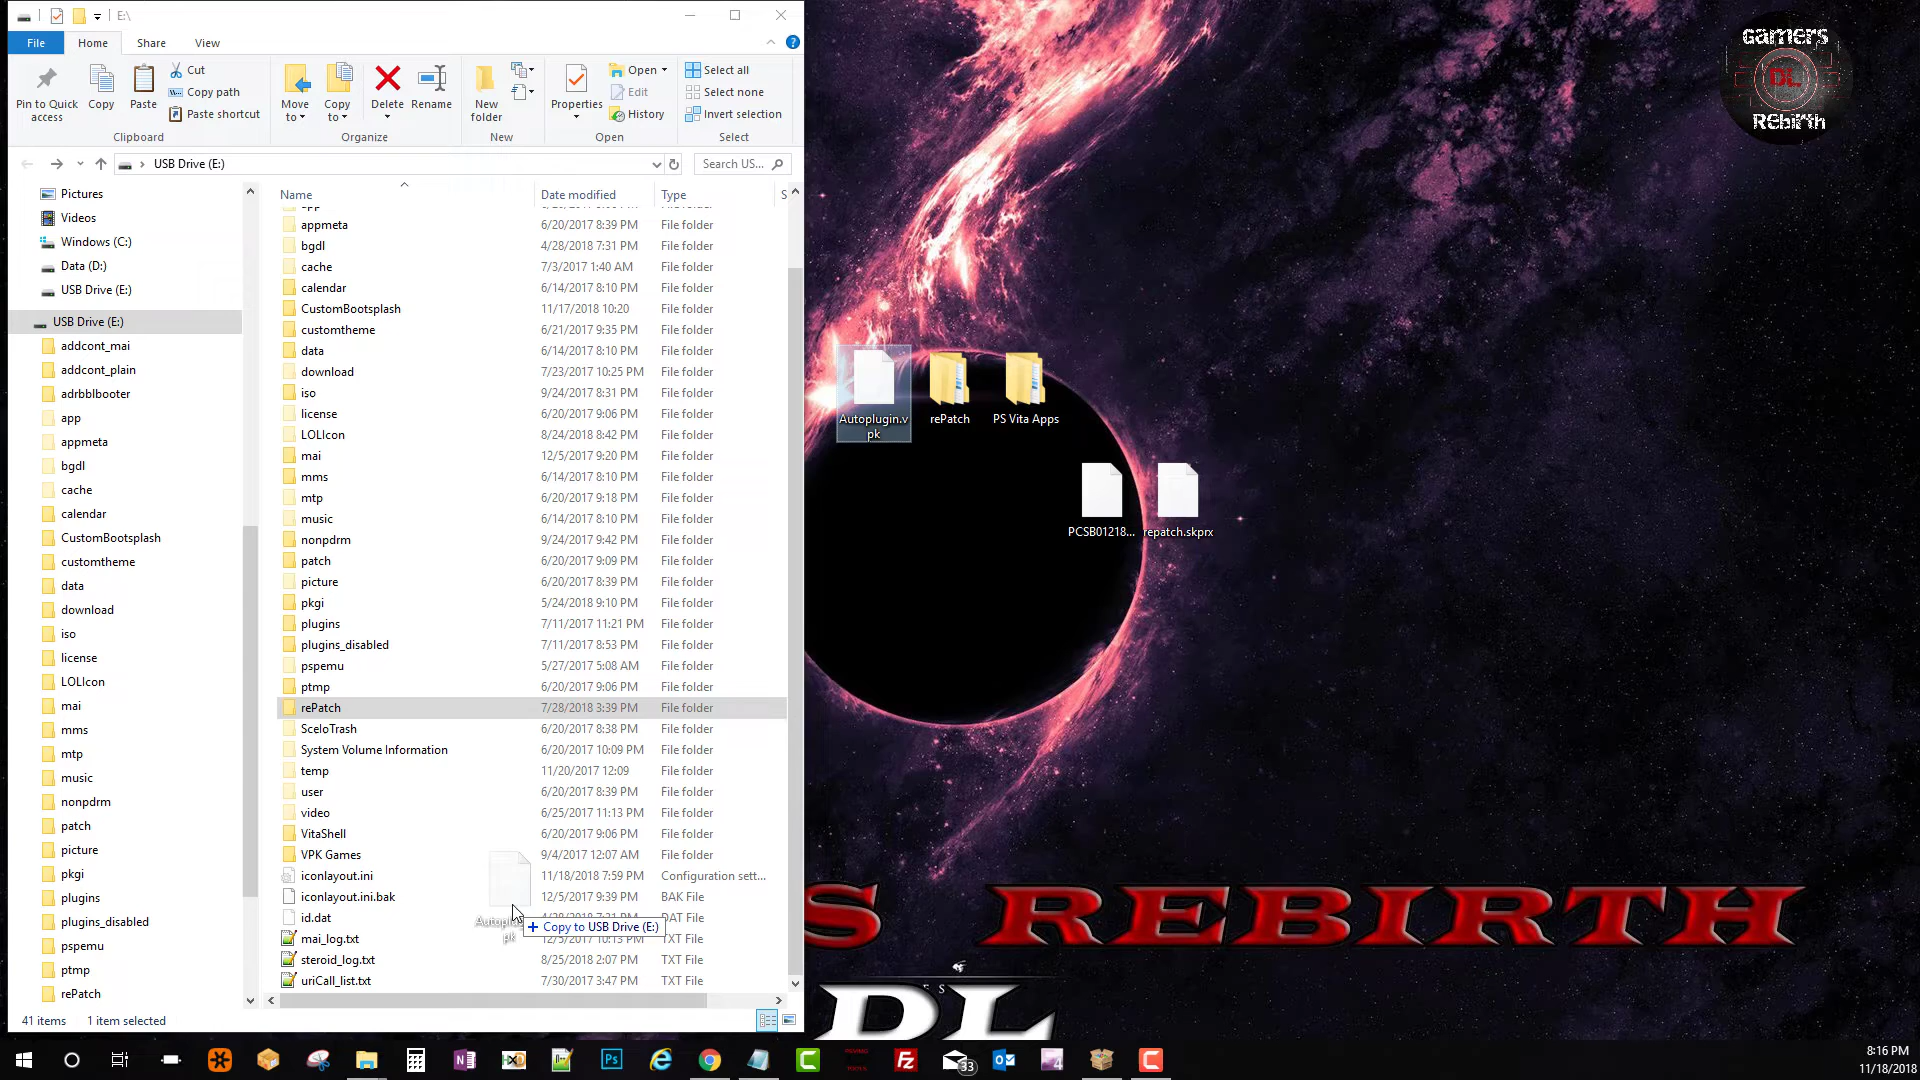 E:\
File
Home
Share
View
Pin to Quick
access
Copy
Paste
Cut
Copy path
Paste shortcut
Clipboard
Move
to
Copy
to
Delete
Rename
Organize
New
folder
New
Properties
Open
Edit
History
Open
Select all
Select none
Invert selection
Select
USB Drive (E:)
Search US...
Pictures
Videos
Windows (C:)
Data (D:)
USB Drive (E:)
USB Drive (E:)
addcont_mai
addcont_plain
adrbblbooter
app
appmeta
bgdl
cache
calendar
CustomBootsplash
customtheme
data
download
iso
license
LOLIcon
mai
mms
mtp
music
nonpdrm
patch
picture
pkgi
plugins
plugins_disabled
pspemu
ptmp
rePatch
Name Date modified Type S
appmeta 6/20/2017 8:39 PM File folder
bgdl 4/28/2018 7:31 PM File folder
cache 7/3/2017 1:40 AM File folder
calendar 6/14/2017 8:10 PM File folder
CustomBootsplash 11/17/2018 10:20 File folder
customtheme 6/21/2017 9:35 PM File folder
data 6/14/2017 8:10 PM File folder
download 7/23/2017 10:25 PM File folder
iso 9/24/2017 8:31 PM File folder
license 6/20/2017 9:06 PM File folder
LOLIcon 8/24/2018 8:42 PM File folder
mai 12/5/2017 9:20 PM File folder
mms 6/14/2017 8:10 PM File folder
mtp 6/20/2017 9:18 PM File folder
music 6/14/2017 8:10 PM File folder
nonpdrm 9/24/2017 9:42 PM File folder
patch 6/20/2017 9:09 PM File folder
picture 6/20/2017 8:39 PM File folder
pkgi 5/24/2018 9:10 PM File folder
plugins 7/11/2017 11:21 PM File folder
plugins_disabled 7/11/2017 8:53 PM File folder
pspemu 5/27/2017 5:08 AM File folder
ptmp 6/20/2017 9:06 PM File folder
rePatch 7/28/2018 3:39 PM File folder
SceIoTrash 6/20/2017 8:38 PM File folder
System Volume Information 6/20/2017 10:09 PM File folder
temp 11/20/2017 12:09 File folder
user 6/20/2017 8:39 PM File folder
video 6/25/2017 11:13 PM File folder
VitaShell 6/20/2017 9:06 PM File folder
VPK Games 9/4/2017 12:07 AM File folder
iconlayout.ini 11/18/2018 7:59 PM Configuration sett...
iconlayout.ini.bak 12/5/2017 9:39 PM BAK File
id.dat DAT File
Copy to USB Drive (E:)
mai_log.txt 12/5/2017 10:13 PM TXT File
steroid_log.txt 8/25/2018 2:07 PM TXT File
uriCall_list.txt 7/30/2017 3:47 PM TXT File
41 items 1 item selected
Autoplugin.v
pk
rePatch
PS Vita Apps
PCSB01218...
repatch.skprx
Gamers
DL
REbirth
S REBIRTH
DL
33
8:16 PM
11/18/2018